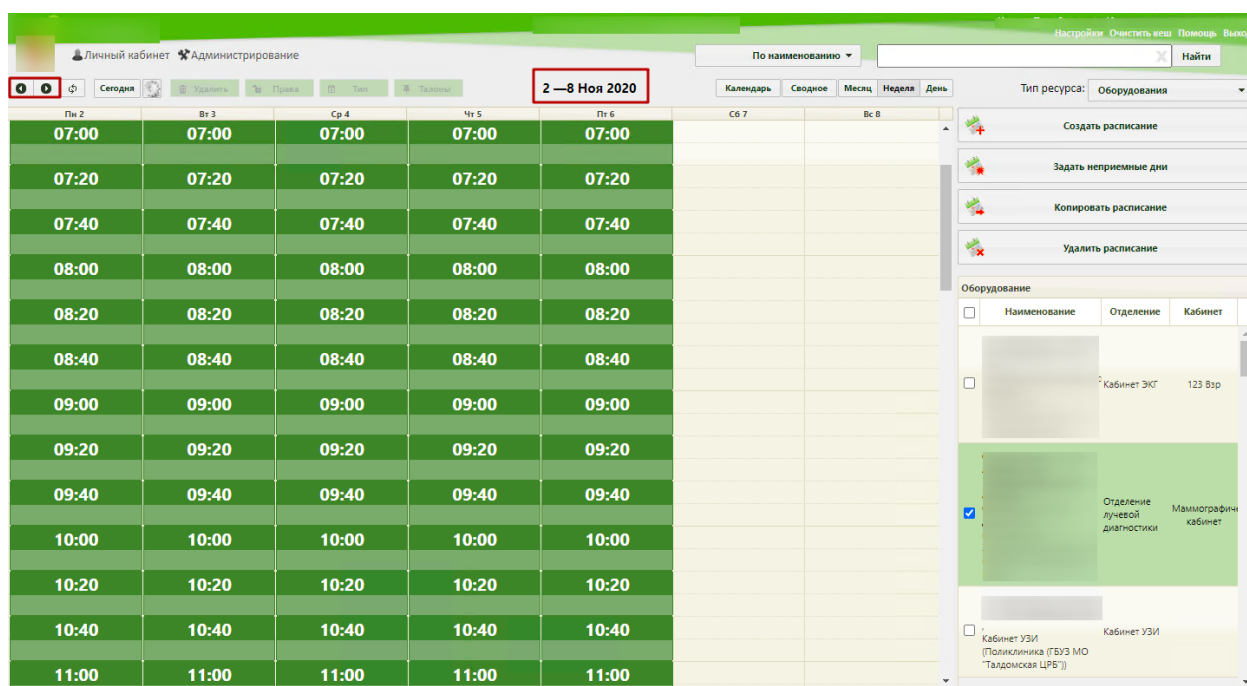 Настройки Очистить кеш Помощь Выхо
Личный кабинет Администрирование
По наименованию
Найти
Сегодня Удалить Права Тип Талоны
2 —8 Ноя 2020
Календарь Сводное Месяц Неделя День
Тип ресурса: Оборудования
Пн 2 Вт 3 Ср 4 Чт 5 Пт 6 Сб 7 Вс 8
07:00 07:00 07:00 07:00 07:00
07:20 07:20 07:20 07:20 07:20
07:40 07:40 07:40 07:40 07:40
08:00 08:00 08:00 08:00 08:00
08:20 08:20 08:20 08:20 08:20
08:40 08:40 08:40 08:40 08:40
09:00 09:00 09:00 09:00 09:00
09:20 09:20 09:20 09:20 09:20
09:40 09:40 09:40 09:40 09:40
10:00 10:00 10:00 10:00 10:00
10:20 10:20 10:20 10:20 10:20
10:40 10:40 10:40 10:40 10:40
11:00 11:00 11:00 11:00 11:00
Создать расписание
Задать неприемные дни
Копировать расписание
Удалить расписание
Оборудование
Наименование Отделение Кабинет
Кабинет ЭКГ 123 Взр
Отделение
лучевой
диагностики
Маммографиче
кабинет
Кабинет УЗИ
(Поликлиника (ГБУЗ МО
"Талдомская ЦРБ"))
Кабинет УЗИ